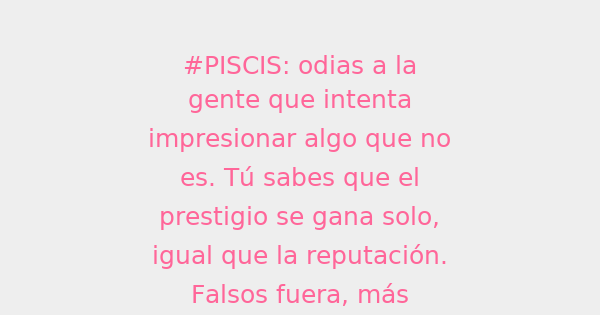 #PISCIS: odias a la
gente que intenta
impresionar algo que no
es. Tú sabes que el
prestigio se gana solo,
igual que la reputación.
Falsos fuera, más